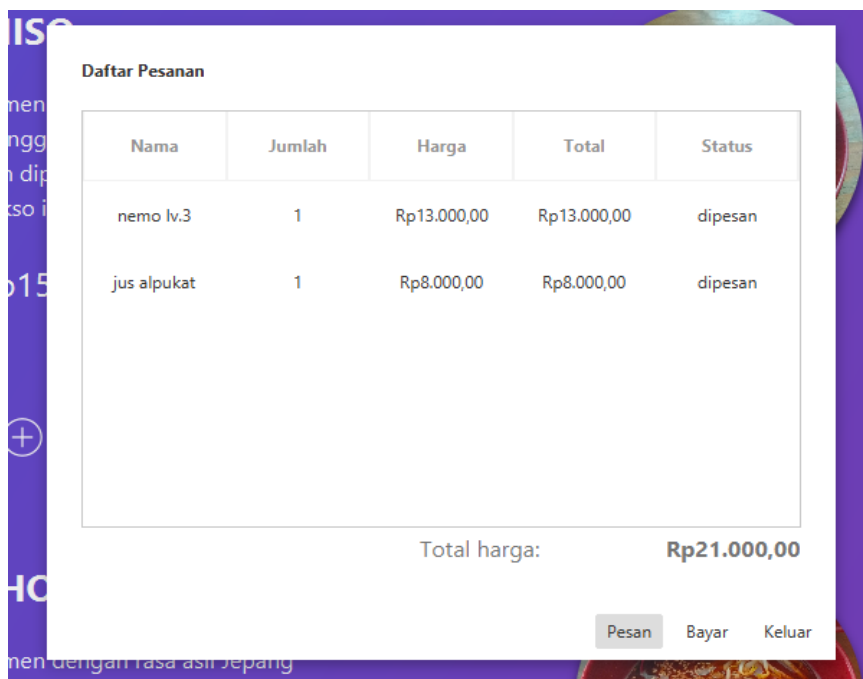 Daftar Pesanan
Nama Jumlah Harga Total Status
nemo lv.3 1 Rp13.000,00 Rp13.000,00 dipesan
jus alpukat 1 Rp8.000,00 Rp8.000,00 dipesan
Total harga: Rp21.000,00
Pesan Bayar Keluar
men dengan rasa asli Jepang